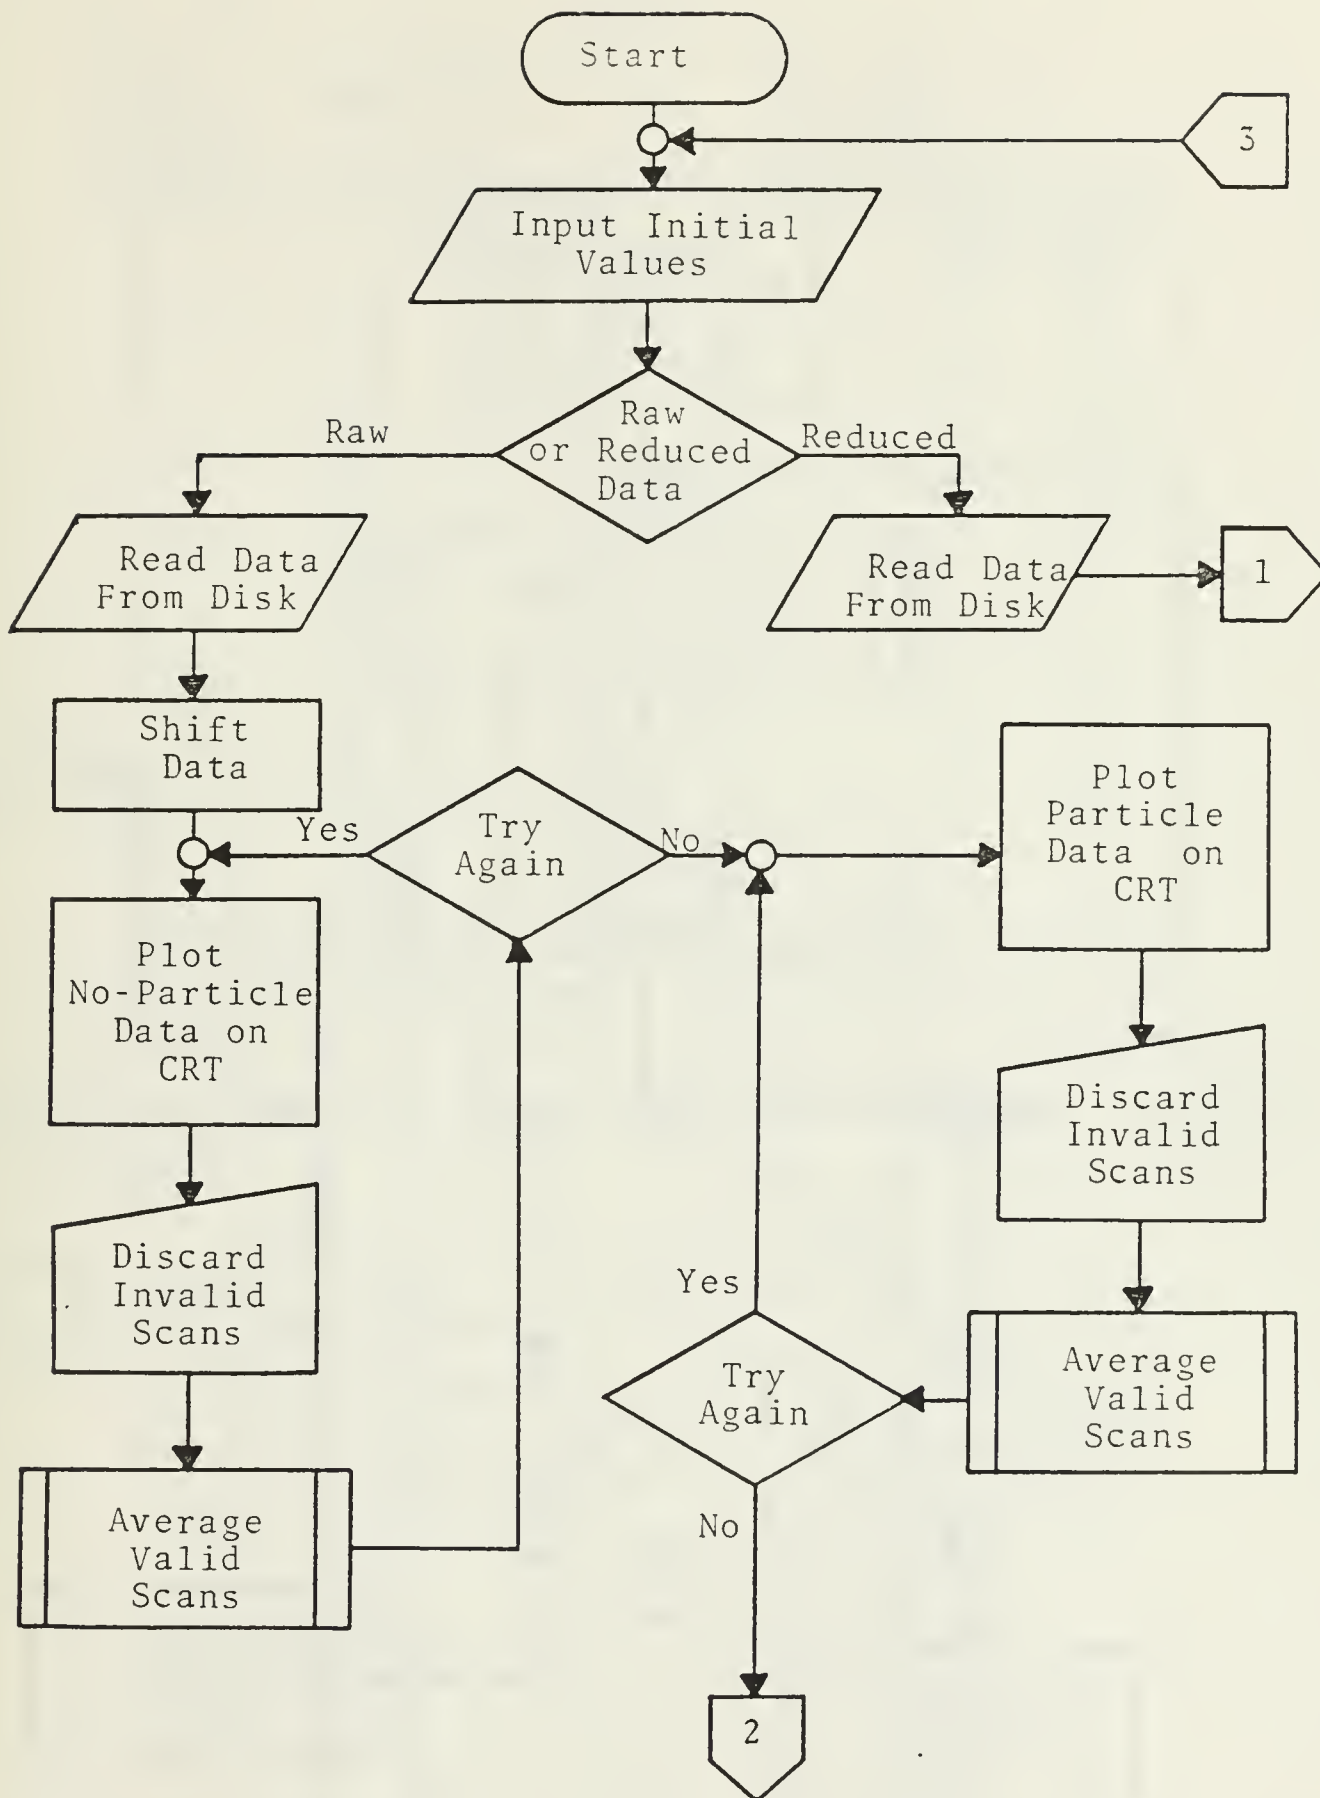 Start
3
Input Initial
Values
Raw
or Reduced
Data
Raw
Reduced
Read Data
From Disk
Read Data
From Disk
1
Shift
Data
Yes
Try
Again
No
Plot
Particle
Data on
CRT
Plot
No-Particle
Data on
CRT
Discard
Invalid
Scans
Discard
Invalid
Scans
Yes
Try
Again
Average
Valid
Scans
No
Average
Valid
Scans
2